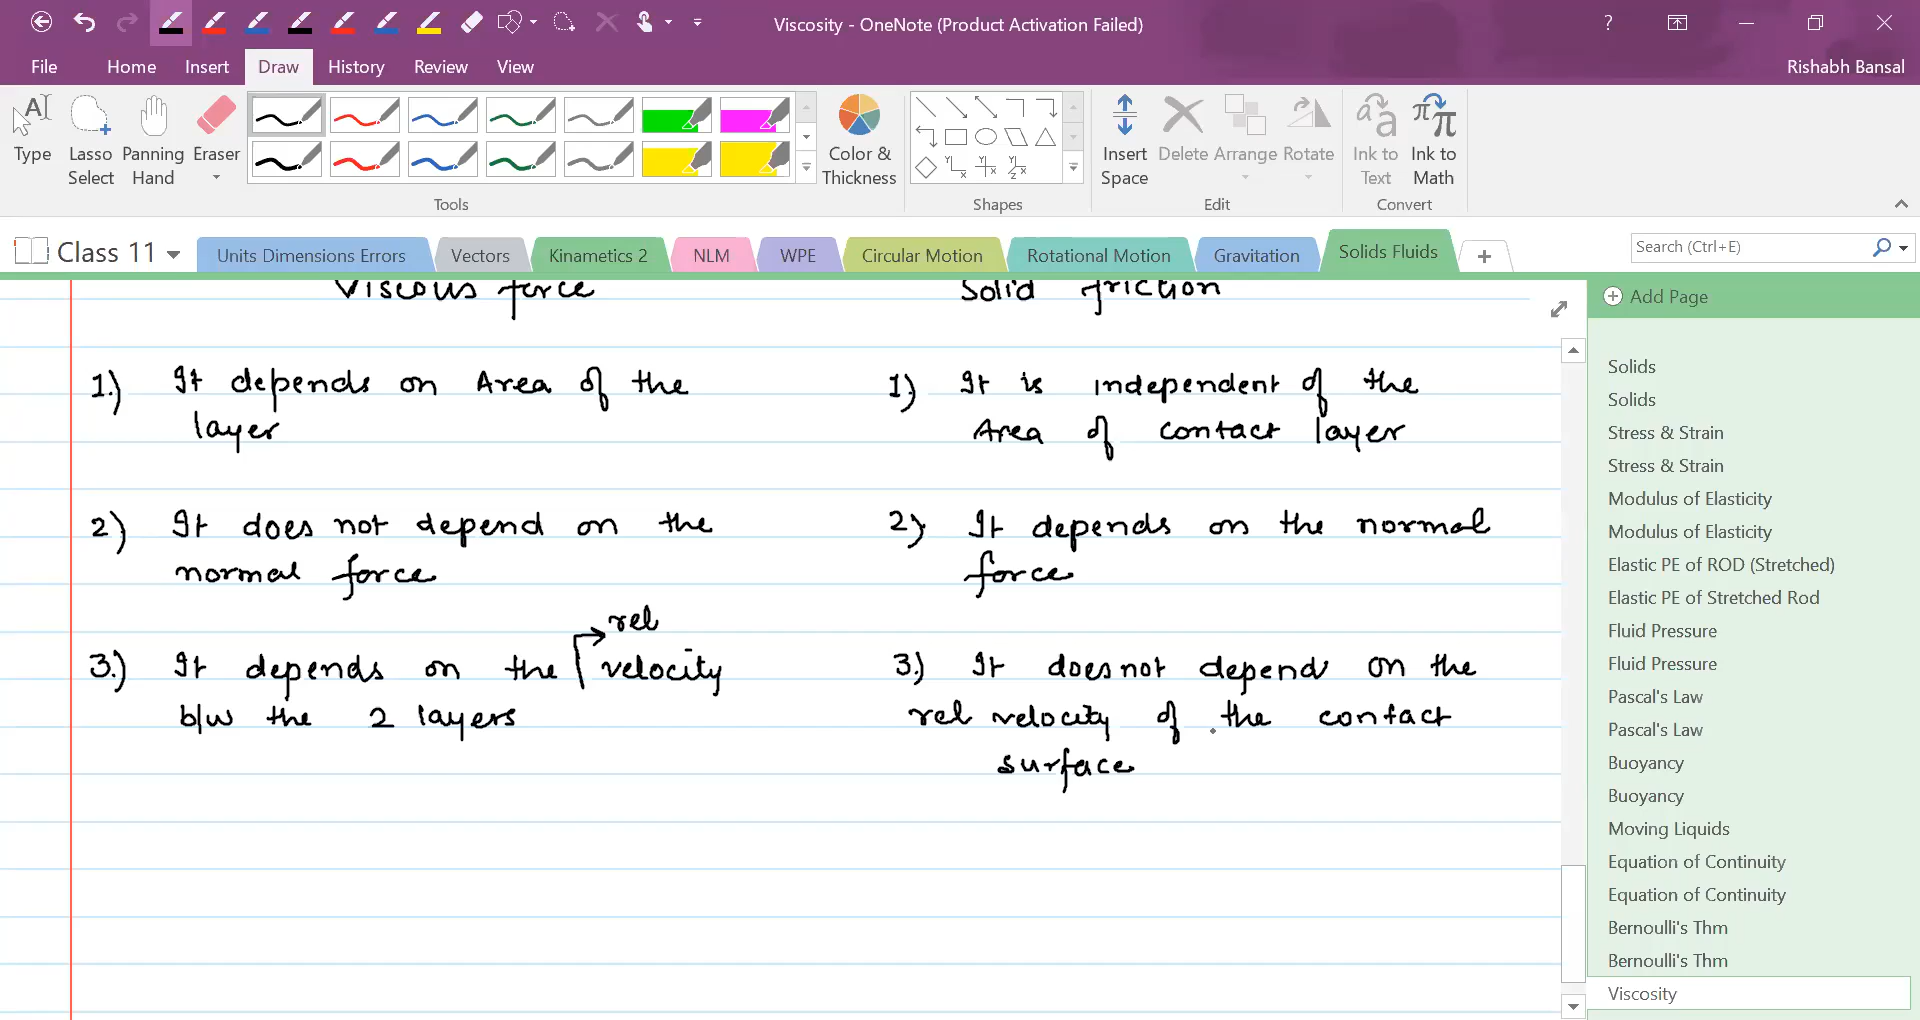 Viscosity - OneNote (Product Activation Failed)
?
File Home Insert Draw History Review View
Rishabh Bansal
Type
Lasso Select
Panning Hand
Eraser
Color & Thickness
Insert Space
Delete
Arrange
Rotate
Ink to Text
Ink to Math
Tools
Shapes
Edit
Convert
Class 11
Units Dimensions Errors
Vectors
Kinametics 2
NLM
WPE
Circular Motion
Rotational Motion
Gravitation
Solids Fluids
Search (Ctrl+E)
Viscous force
1.) It depends on Area of the
layer
2) It does not depend on the
normal force
rel
3.) It depends on the velocity
b/w the 2 layers
Solid friction
1) It is independent of the
Area of contact layer
2) It depends on the normal
force
3.) It does not depend on the
rel velocity of the contact
surface
Add Page
Solids
Solids
Stress & Strain
Stress & Strain
Modulus of Elasticity
Modulus of Elasticity
Elastic PE of ROD (Stretched)
Elastic PE of Stretched Rod
Fluid Pressure
Fluid Pressure
Pascal's Law
Pascal's Law
Buoyancy
Buoyancy
Moving Liquids
Equation of Continuity
Equation of Continuity
Bernoulli's Thm
Bernoulli's Thm
Viscosity